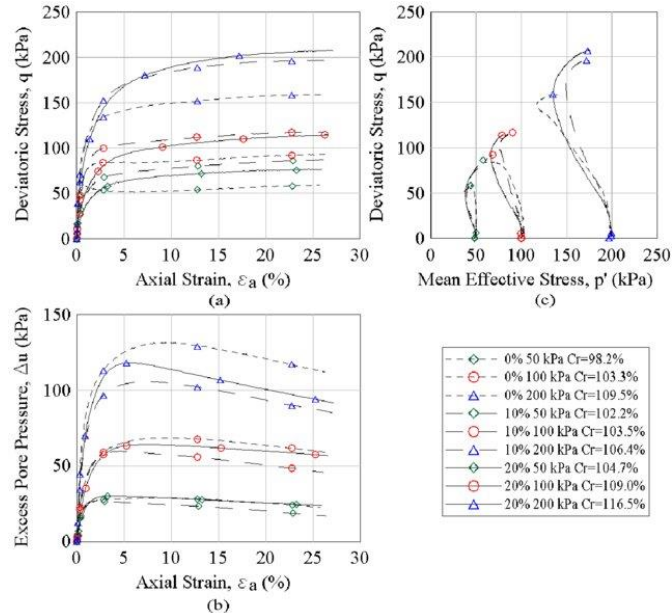 250
200
150
100
50
0
Deviatoric Stress, q (kPa)
0 5 10 15 20 25 30
Axial Strain, εa (%)
(a)
250
200
150
100
50
0
Deviatoric Stress, q (kPa)
0 50 100 150 200 250
Mean Effective Stress, p' (kPa)
(c)
150
100
50
0
Excess Pore Pressure, Δu (kPa)
0 5 10 15 20 25 30
Axial Strain, εa (%)
(b)
0% 50 kPa Cr=98.2%
0% 100 kPa Cr=103.3%
0% 200 kPa Cr=109.5%
10% 50 kPa Cr=102.2%
10% 100 kPa Cr=103.5%
10% 200 kPa Cr=106.4%
20% 50 kPa Cr=104.7%
20% 100 kPa Cr=109.0%
20% 200 kPa Cr=116.5%